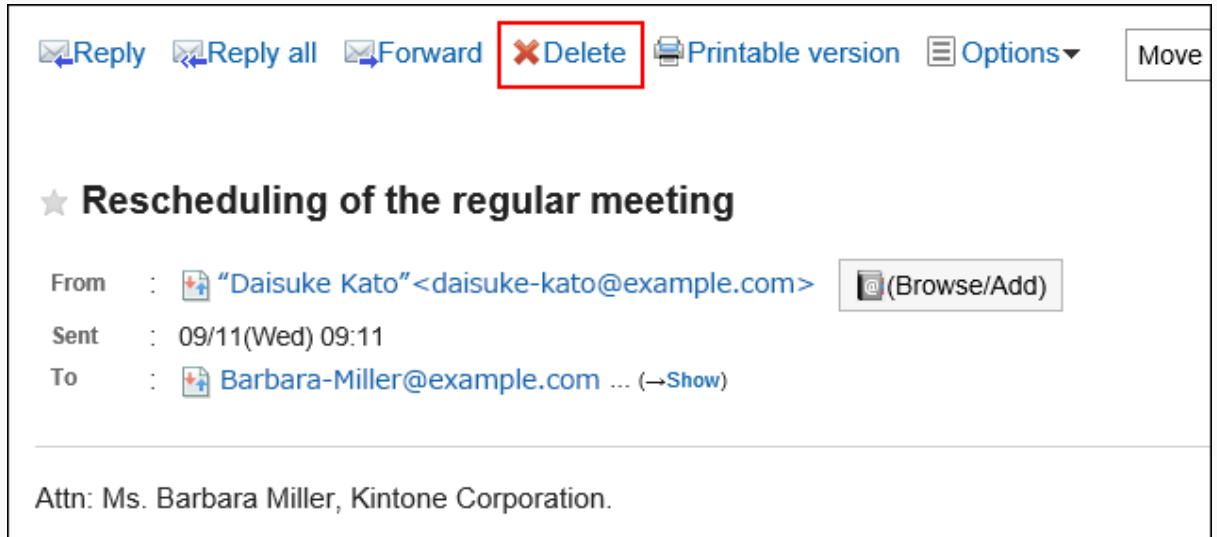 Reply Reply all Forward Delete Printable version Options Move
Rescheduling of the regular meeting
From : “Daisuke Kato”<daisuke-kato@example.com> (Browse/Add)
Sent : 09/11(Wed) 09:11
To : Barbara-Miller@example.com ... (→Show)
Attn: Ms. Barbara Miller, Kintone Corporation.